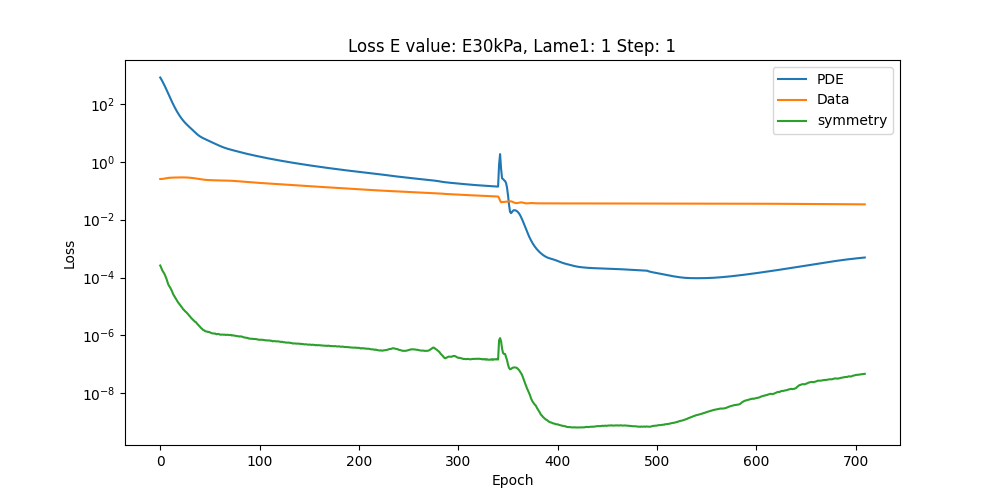 Loss E value: E30kPa, Lame1: 1 Step: 1
PDE
Data
symmetry
Loss
10²
10⁰
10⁻²
10⁻⁴
10⁻⁶
10⁻⁸
0 100 200 300 400 500 600 700
Epoch